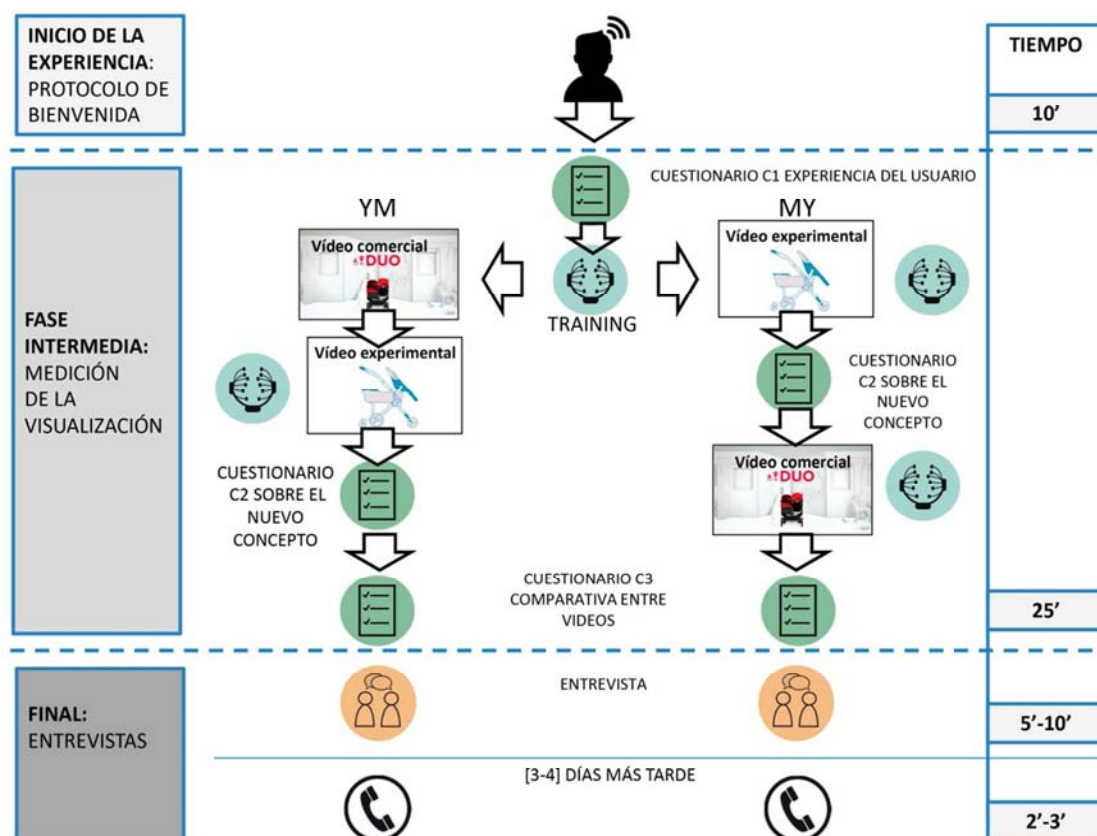 INICIO DE LA
EXPERIENCIA:
PROTOCOLO DE
BIENVENIDA
TIEMPO
10'
CUESTIONARIO C1 EXPERIENCIA DEL USUARIO
YM
MY
Vídeo comercial
DUO
Vídeo experimental
TRAINING
FASE
INTERMEDIA:
MEDICIÓN
DE LA
VISUALIZACIÓN
Vídeo experimental
CUESTIONARIO
C2 SOBRE EL
NUEVO
CONCEPTO
Vídeo comercial
DUO
CUESTIONARIO
C2 SOBRE EL
NUEVO
CONCEPTO
CUESTIONARIO C3
COMPARATIVA ENTRE
VIDEOS
25'
FINAL:
ENTREVISTAS
ENTREVISTA
5'-10'
[3-4] DÍAS MÁS TARDE
2'-3'